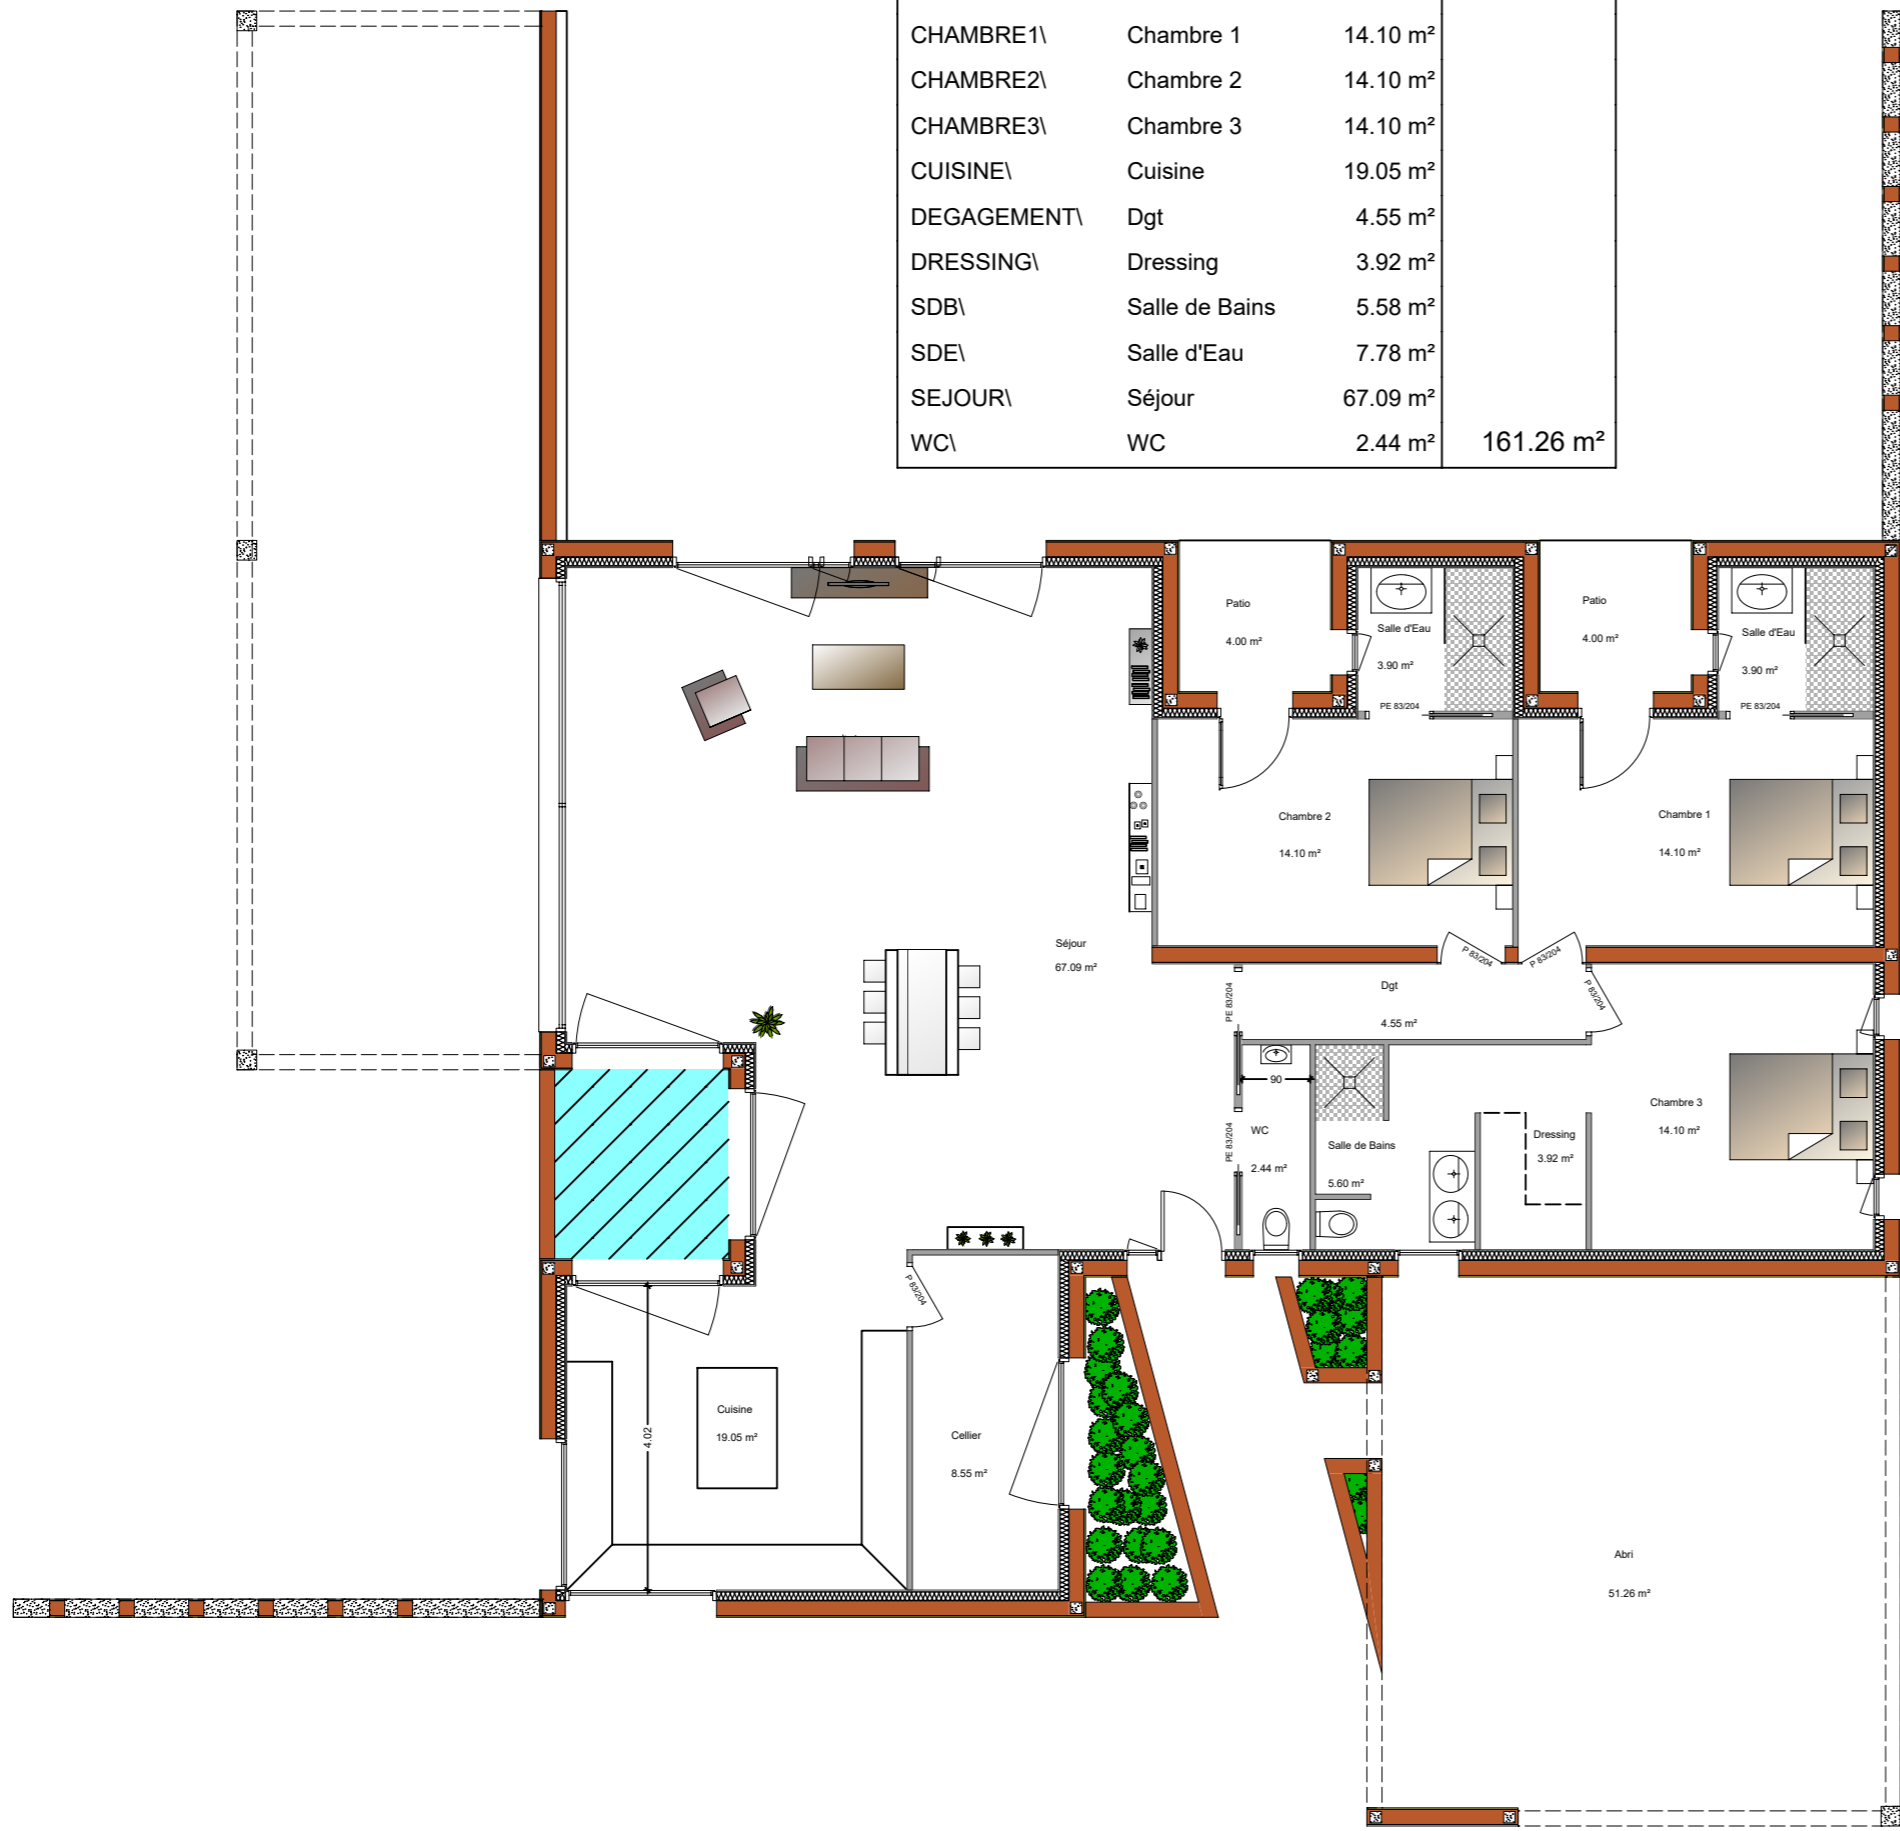 CHAMBRE1\ Chambre 1 14.10 m²
CHAMBRE2\ Chambre 2 14.10 m²
CHAMBRE3\ Chambre 3 14.10 m²
CUISINE\ Cuisine 19.05 m²
DEGAGEMENT\ Dgt 4.55 m²
DRESSING\ Dressing 3.92 m²
SDB\ Salle de Bains 5.58 m²
SDE\ Salle d'Eau 7.78 m²
SEJOUR\ Séjour 67.09 m²
WC\ WC 2.44 m² 161.26 m²
Patio
4.00 m²
Salle d'Eau
3.90 m²
PE 83/204
Patio
4.00 m²
Salle d'Eau
3.90 m²
PE 83/204
Chambre 2
14.10 m²
Chambre 1
14.10 m²
Séjour
67.09 m²
P 83/204
P 83/204
P 83/204
PE 83/204
Dgt
4.55 m²
90
WC
2.44 m²
PE 83/204
Salle de Bains
5.60 m²
Dressing
3.92 m²
Chambre 3
14.10 m²
P 83/204
4.02
Cuisine
19.05 m²
Cellier
8.55 m²
Abri
51.26 m²